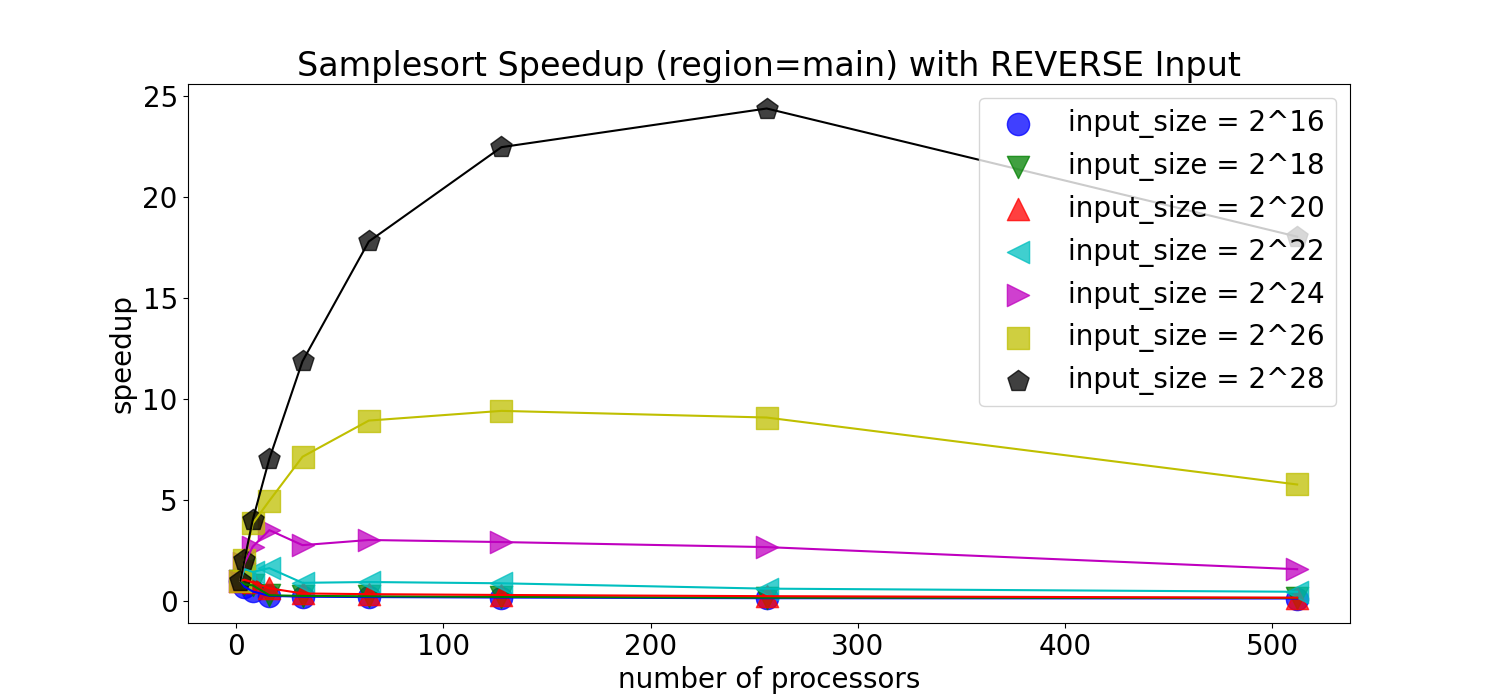 Samplesort Speedup (region=main) with REVERSE Input
25
20
15
10
5
0
speedup
input_size = 2^16
input_size = 2^18
input_size = 2^20
input_size = 2^22
input_size = 2^24
input_size = 2^26
input_size = 2^28
0 100 200 300 400 500
number of processors